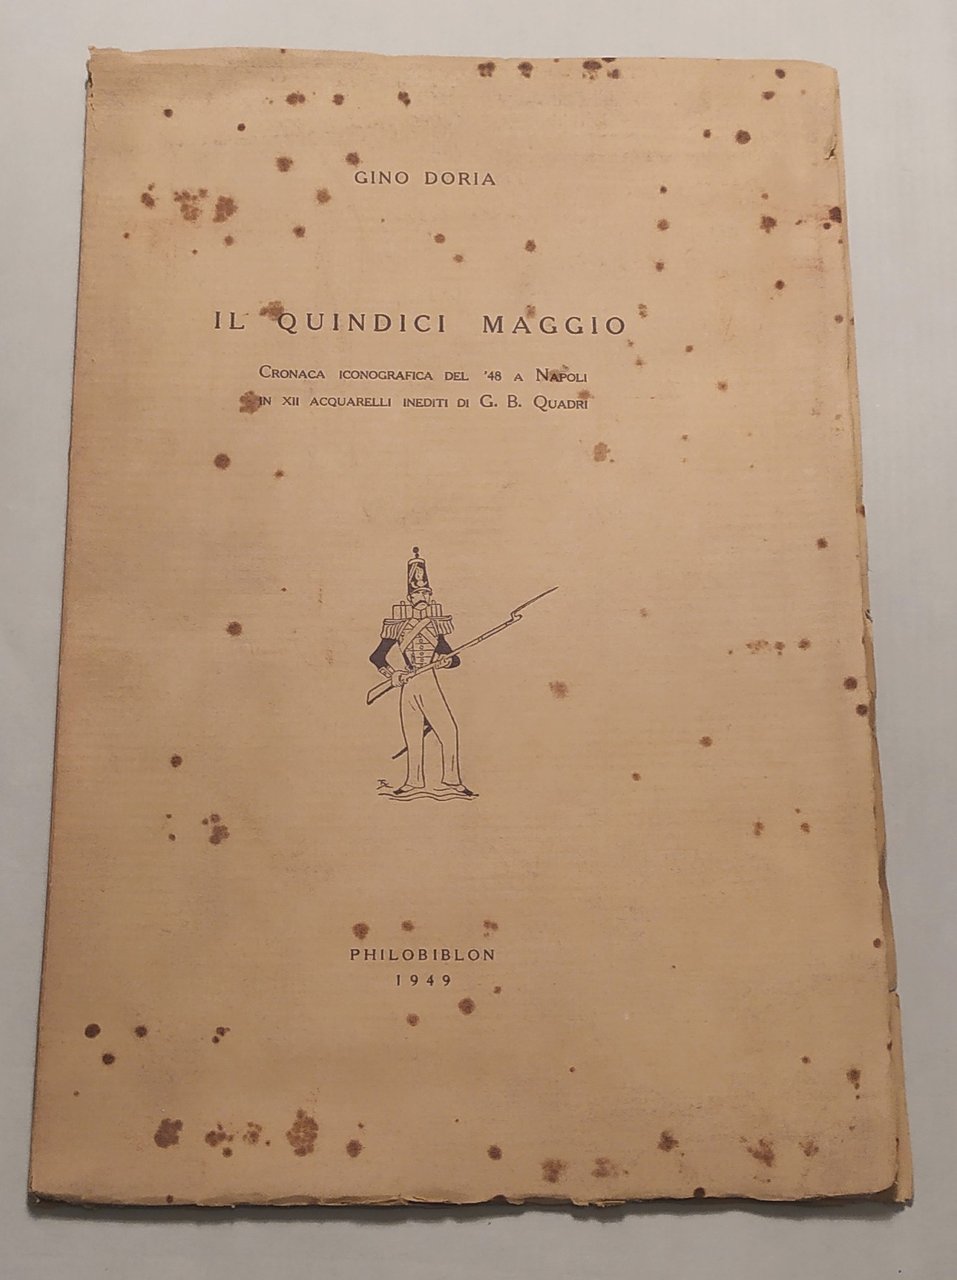 GINO DORIA
IL QUINDICI MAGGIO
CRONACA ICONOGRAFICA DEL '48 A NAPOLI
IN XII ACQUARELLI INEDITI DI G. B. QUADRI
PHILOBIBLON
1949